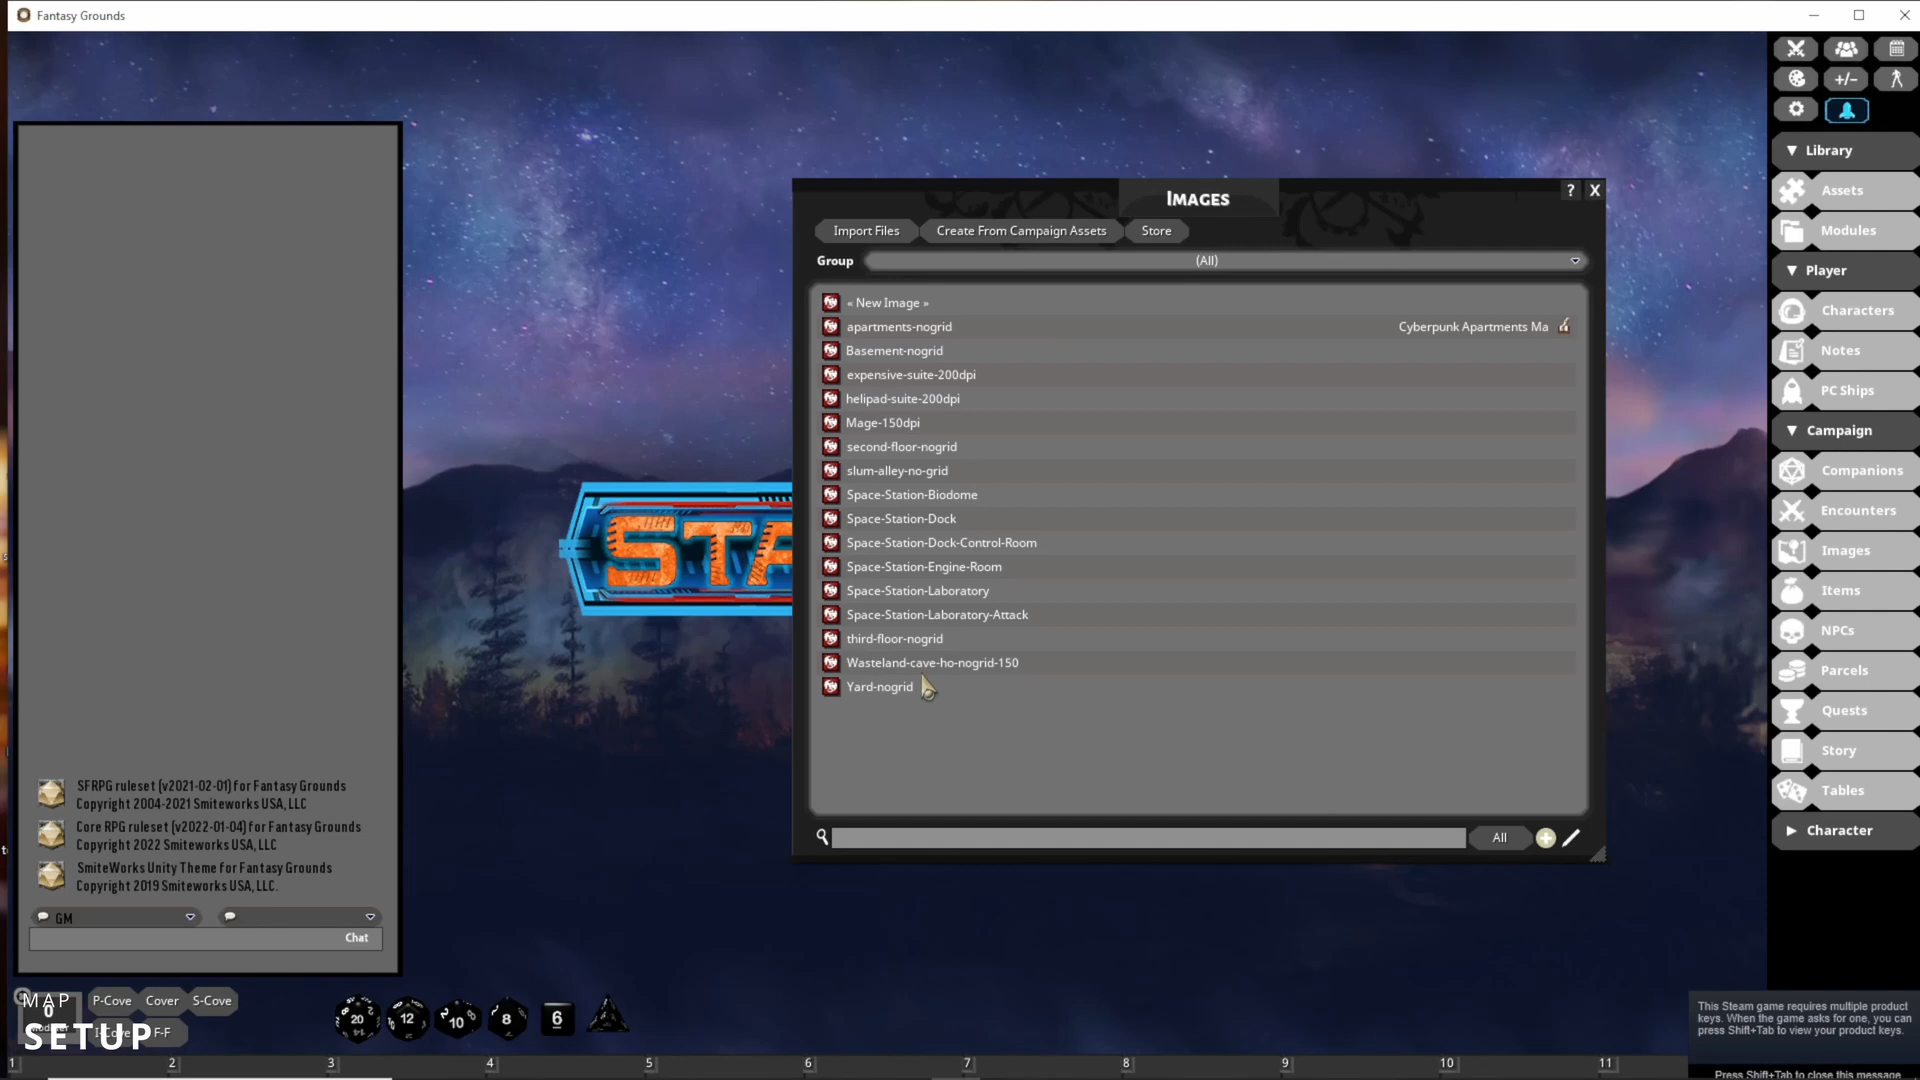 Fantasy Grounds
IMAGES
?
X
Import Files
Create From Campaign Assets
Store
Group
(All)
« New Image »
apartments-nogrid
Cyberpunk Apartments Ma
Basement-nogrid
expensive-suite-200dpi
helipad-suite-200dpi
Mage-150dpi
second-floor-nogrid
slum-alley-no-grid
Space-Station-Biodome
Space-Station-Dock
Space-Station-Dock-Control-Room
Space-Station-Engine-Room
Space-Station-Laboratory
Space-Station-Laboratory-Attack
third-floor-nogrid
Wasteland-cave-ho-nogrid-150
Yard-nogrid
All
STA
+/-
Library
Assets
Modules
Player
Characters
Notes
PC Ships
Campaign
Companions
Encounters
Images
Items
NPCs
Parcels
Quests
Story
Tables
Character
SFRPG ruleset (v2021-02-01) for Fantasy Grounds
Copyright 2004-2021 Smiteworks USA, LLC
Core RPG ruleset (v2022-01-04) for Fantasy Grounds
Copyright 2022 Smiteworks USA, LLC
SmiteWorks Unity Theme for Fantasy Grounds
Copyright 2019 Smiteworks USA, LLC.
GM
Chat
MAP
SETUP
0
P-Cove
Cover
S-Cove
F-F
20
12
10
8
6
1 2 3 4 5 6 7 8 9 10 11
This Steam game requires multiple product
keys. When the game asks for one, you can
press Shift+Tab to view your product keys.
Press Shift+Tab to close this message